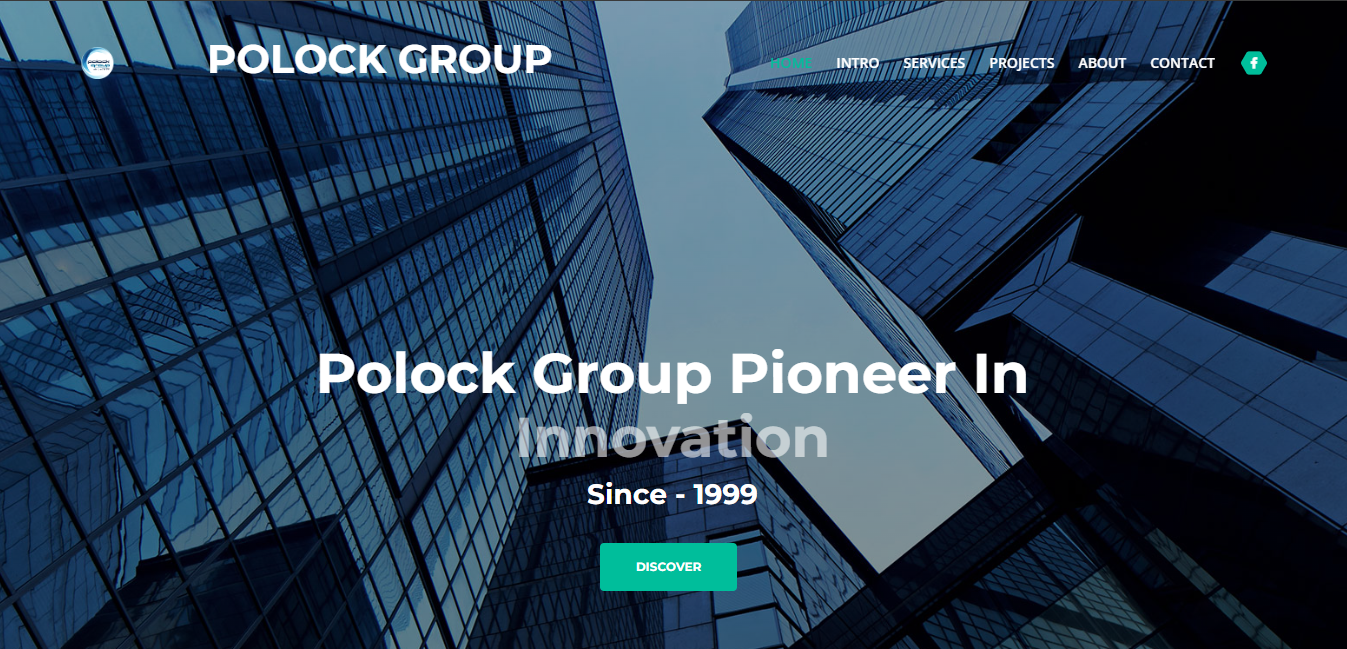 POLOCK GROUP
HOME INTRO SERVICES PROJECTS ABOUT CONTACT
Polock Group Pioneer In
Innovation
Since - 1999
DISCOVER